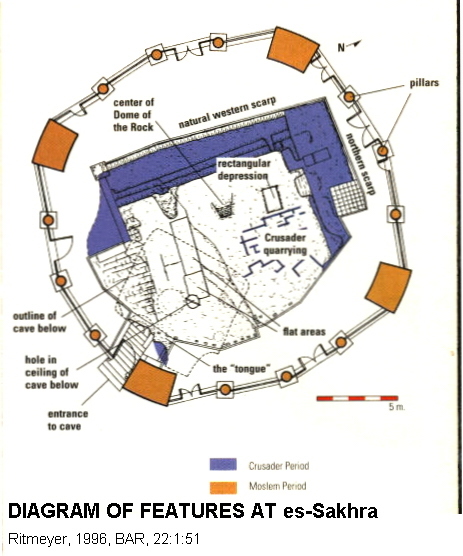 N
pillars
center of
Dome of
the Rock
natural western scarp
northern scarp
rectangular
depression
Crusader
quarrying
outline of
cave below
flat areas
hole in
ceiling of
cave below
the "tongue"
entrance
to cave
5 m.
Crusader Period
Moslem Period
DIAGRAM OF FEATURES AT es-Sakhra
Ritmeyer, 1996, BAR, 22:1:51